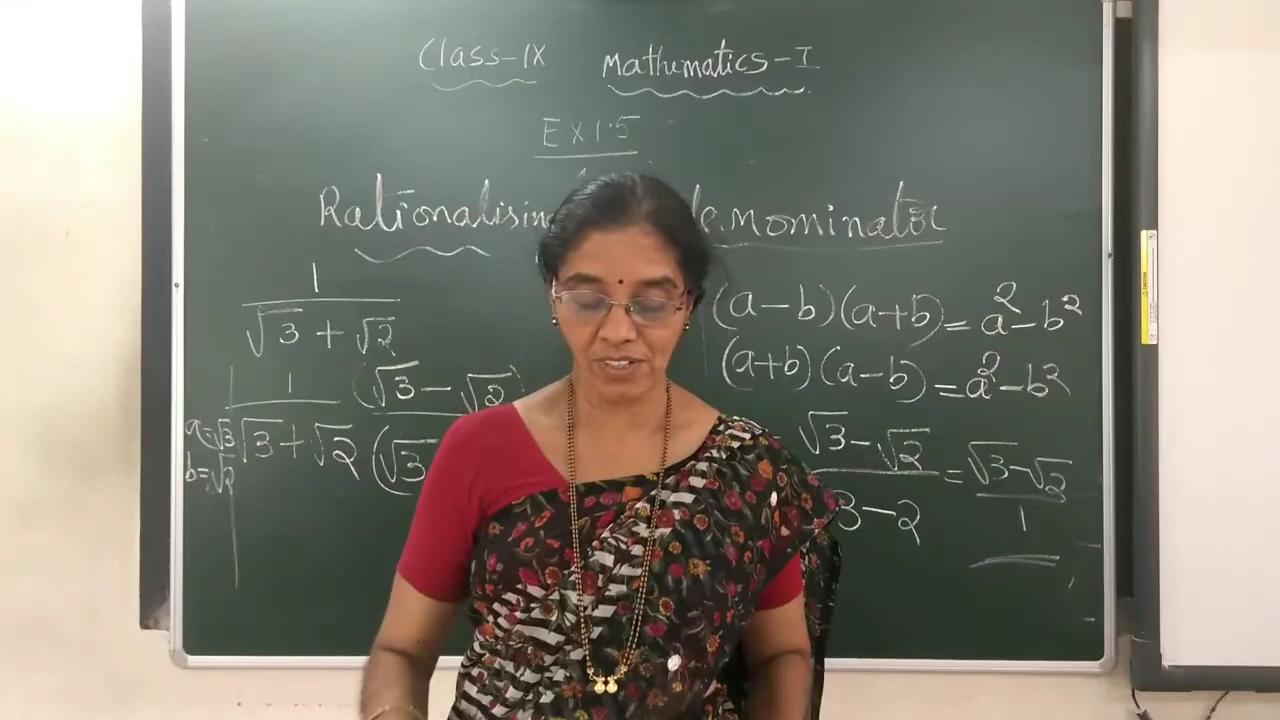 Class-IX Mathematics-I
EX 1.5
Rationalising denominator
1
√3 + √2
1 (√3 - √2)
√3 + √2 (√3
a = √3
b = √2
(a-b)(a+b) = a² - b²
(a+b)(a-b) = a² - b²
√3 - √2 = √3 - √2
3 - 2 1